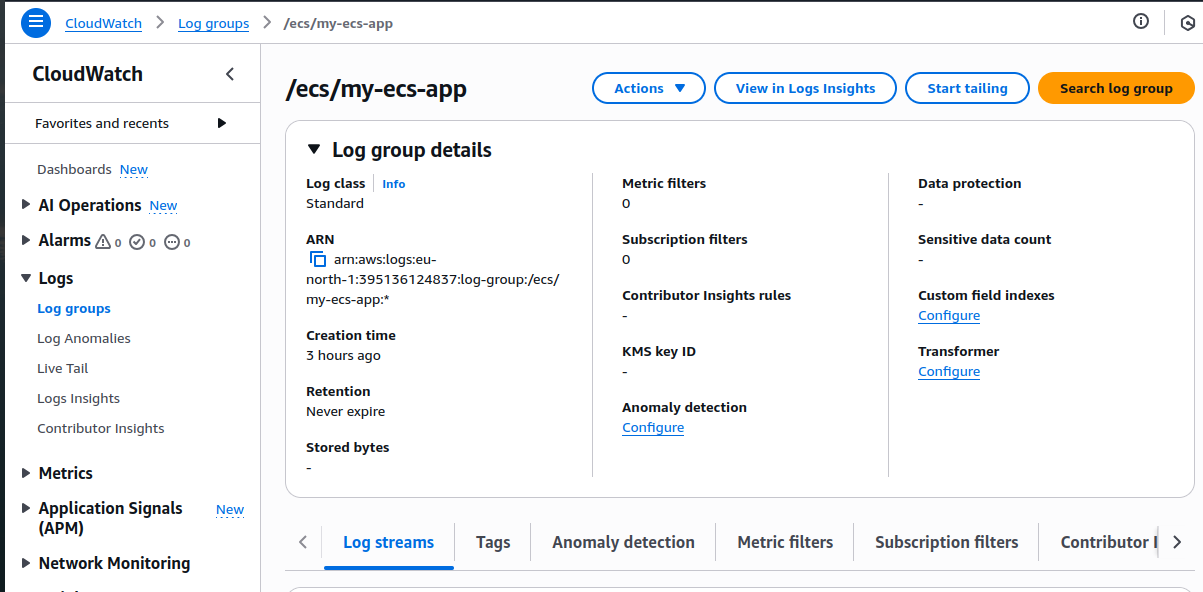 CloudWatch > Log groups > /ecs/my-ecs-app
CloudWatch
Favorites and recents
Dashboards New
AI Operations New
Alarms 0 0 0
Logs
Log groups
Log Anomalies
Live Tail
Logs Insights
Contributor Insights
Metrics
Application Signals New
(APM)
Network Monitoring
/ecs/my-ecs-app
Actions
View in Logs Insights
Start tailing
Search log group
Log group details
Log class Info
Standard
ARN
arn:aws:logs:eu-
north-1:395136124837:log-group:/ecs/
my-ecs-app:*
Creation time
3 hours ago
Retention
Never expire
Stored bytes
-
Metric filters
0
Subscription filters
0
Contributor Insights rules
-
KMS key ID
-
Anomaly detection
Configure
Data protection
-
Sensitive data count
-
Custom field indexes
Configure
Transformer
Configure
Log streams
Tags
Anomaly detection
Metric filters
Subscription filters
Contributor I